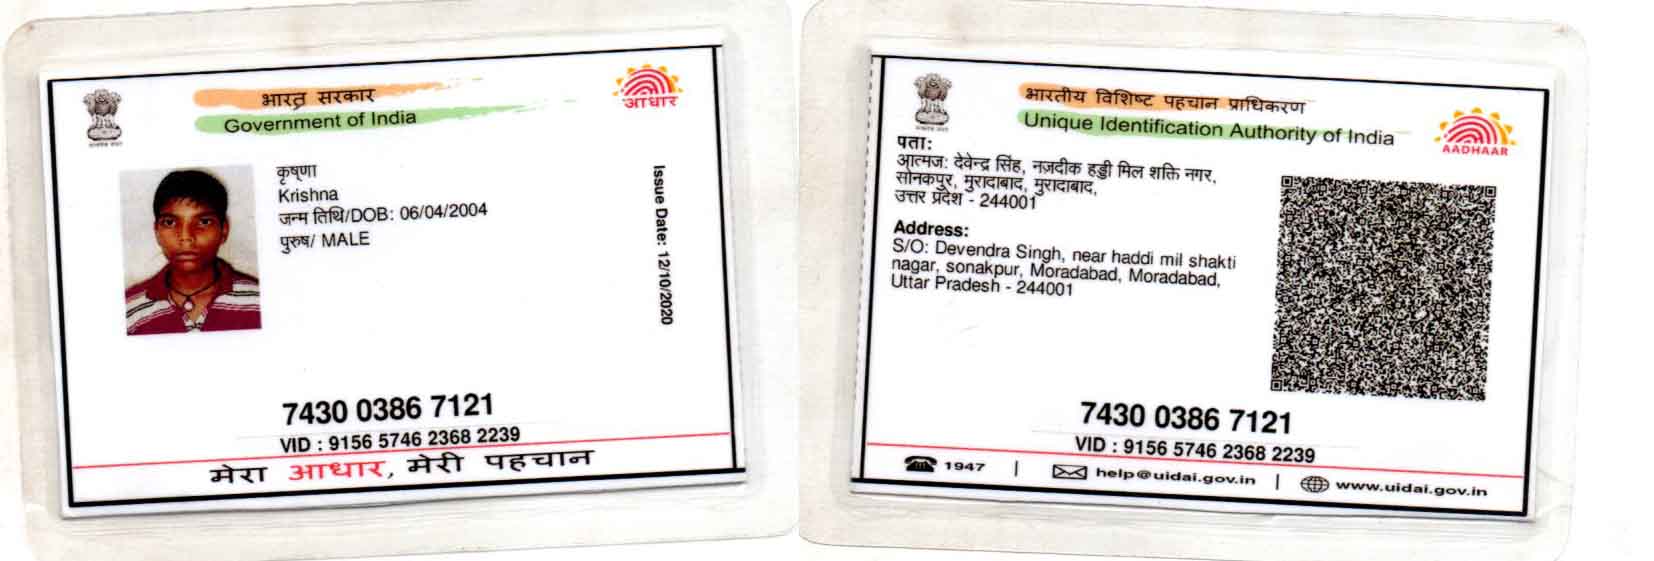 भारत सरकार
Government of India
आधार
कृष्णा
Krishna
जन्म तिथि/DOB: 06/04/2004
पुरुष/ MALE
Issue Date: 12/10/2020
7430 0386 7121
VID : 9156 5746 2368 2239
मेरा आधार, मेरी पहचान
भारतीय विशिष्ट पहचान प्राधिकरण
Unique Identification Authority of India
AADHAAR
पता:
आत्मज: देवेन्द्र सिंह, नज़दीक हड्डी मिल शक्ति नगर,
सोनकपुर, मुरादाबाद, मुरादाबाद,
उत्तर प्रदेश - 244001
Address:
S/O: Devendra Singh, near haddi mil shakti
nagar, sonakpur, Moradabad, Moradabad,
Uttar Pradesh - 244001
7430 0386 7121
VID : 9156 5746 2368 2239
1947 | help@uidai.gov.in | www.uidai.gov.in